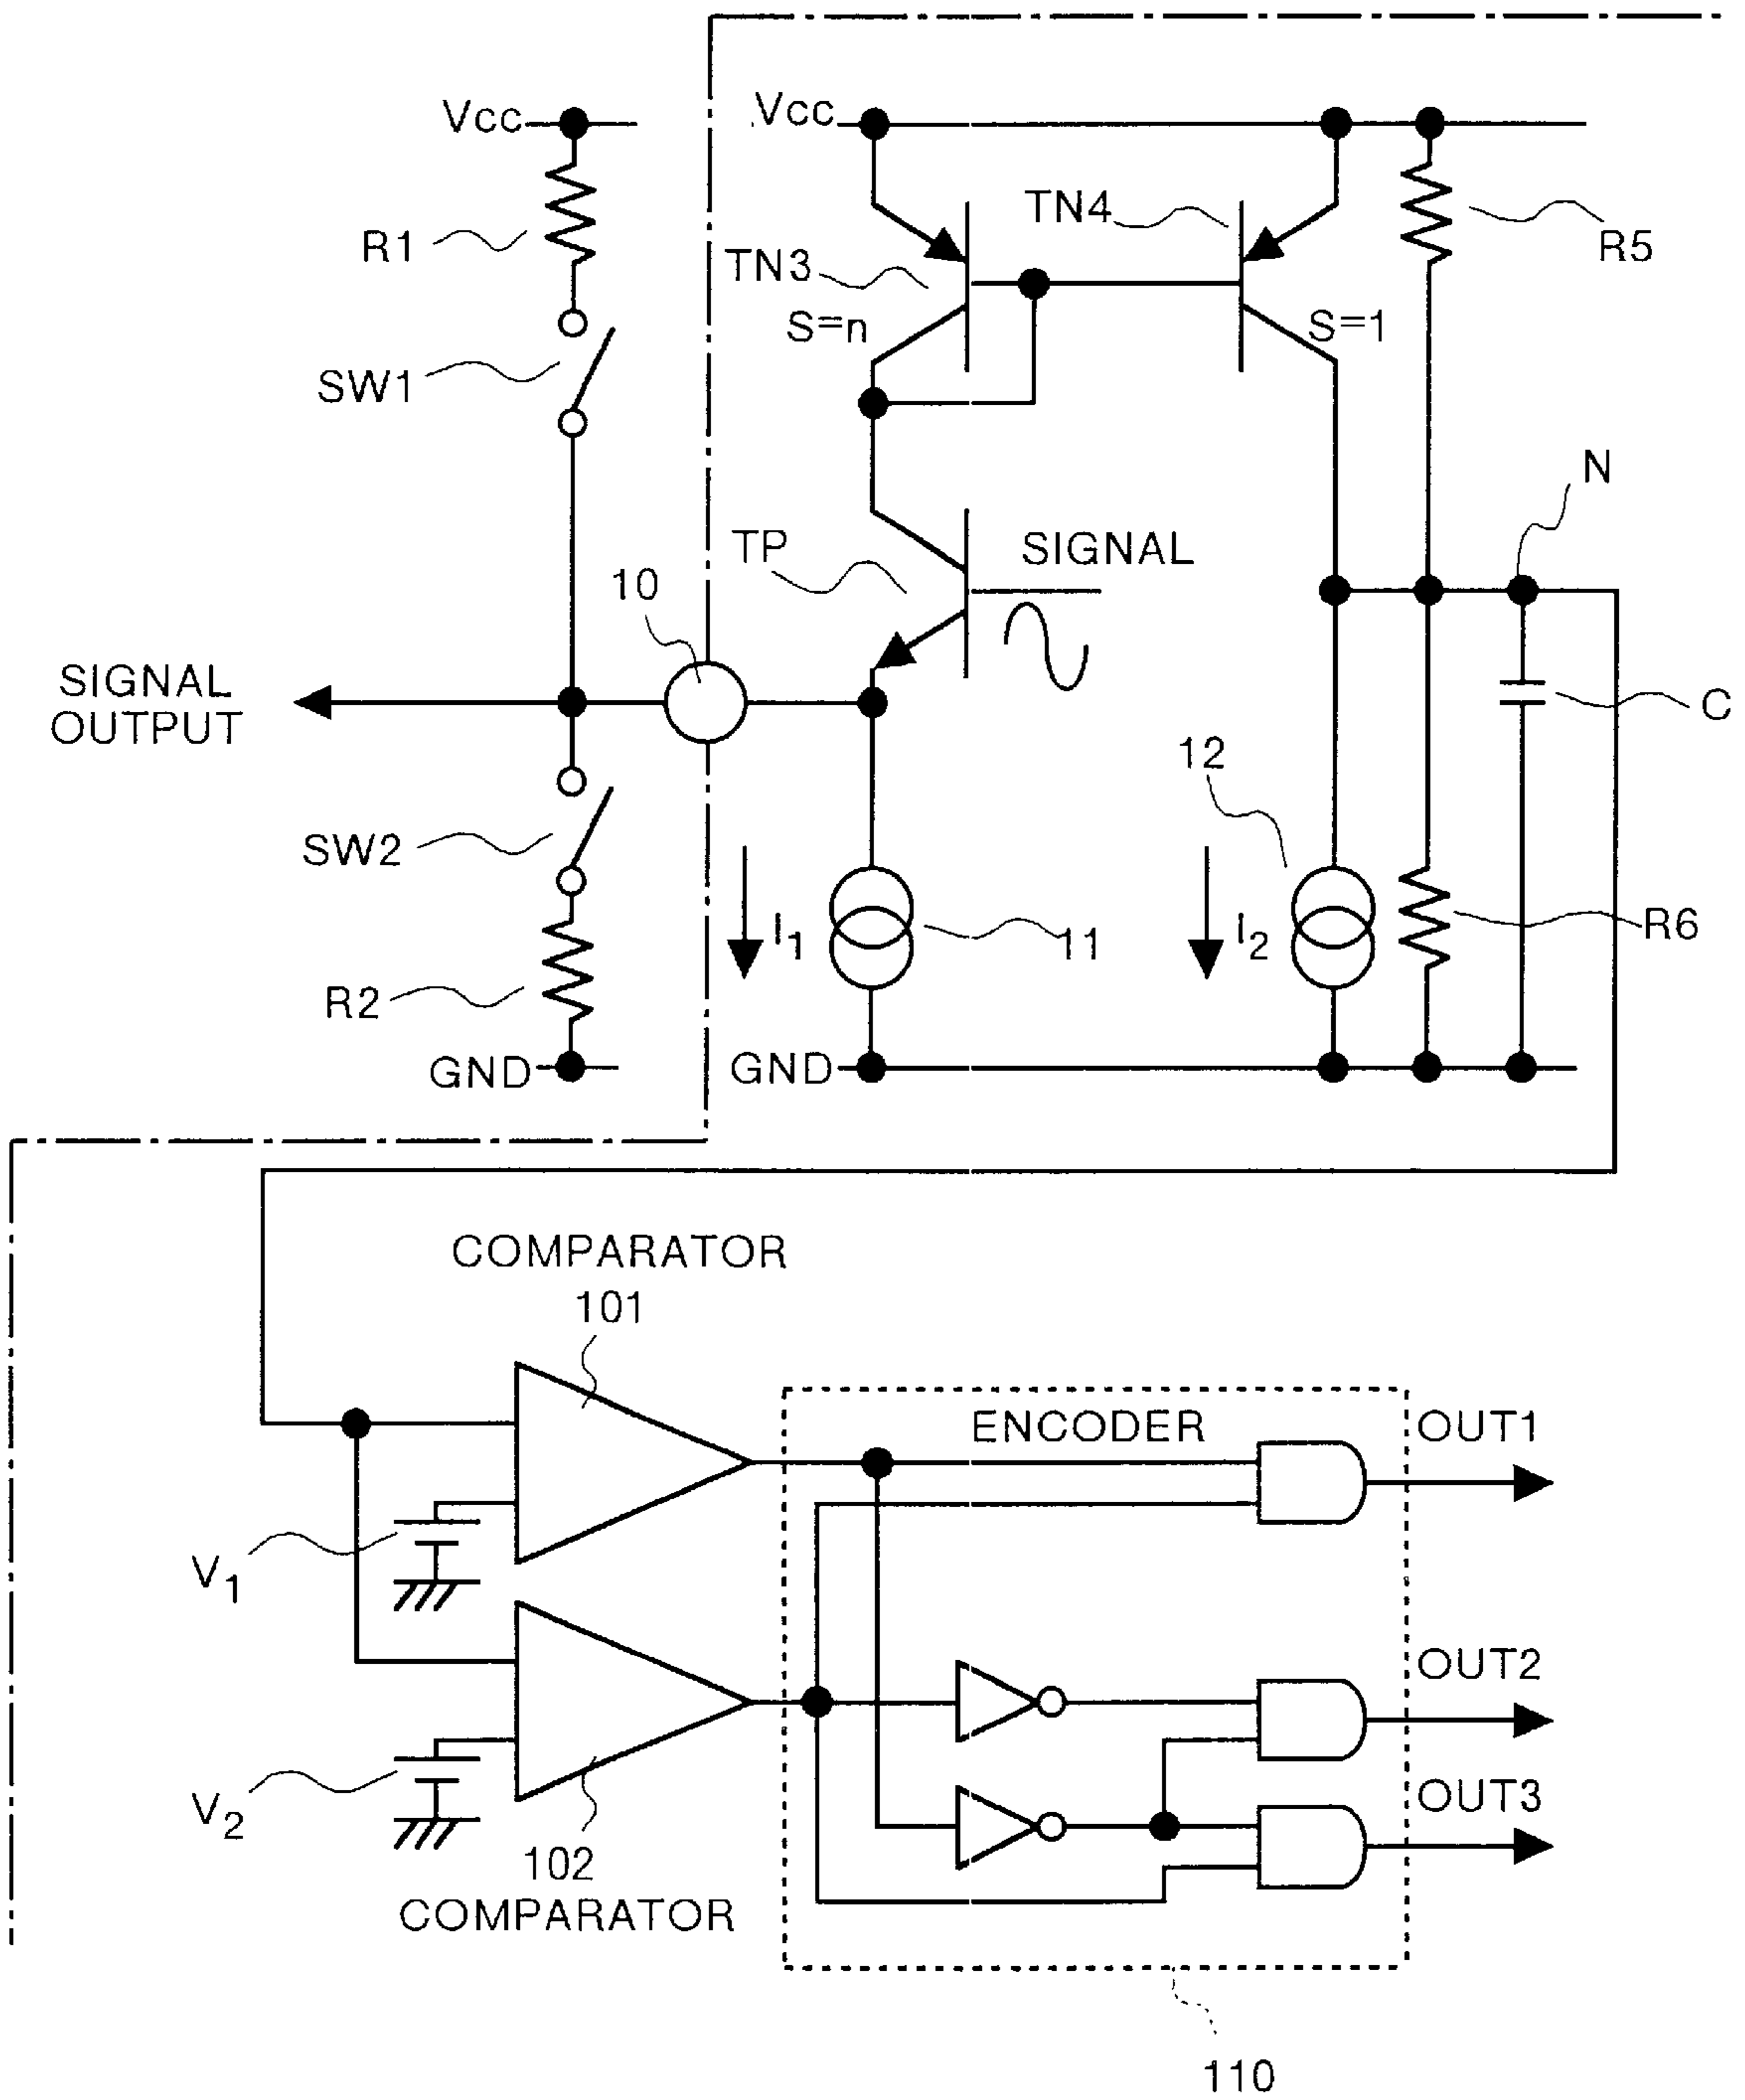 Vcc
Vcc
R1
TN4
R5
TN3
S=n
S=1
SW1
N
TP
SIGNAL
10
SIGNAL
OUTPUT
C
12
SW2
I1
11
I2
R6
R2
GND
GND
COMPARATOR
101
ENCODER
OUT1
V1
OUT2
OUT3
V2
102
COMPARATOR
110